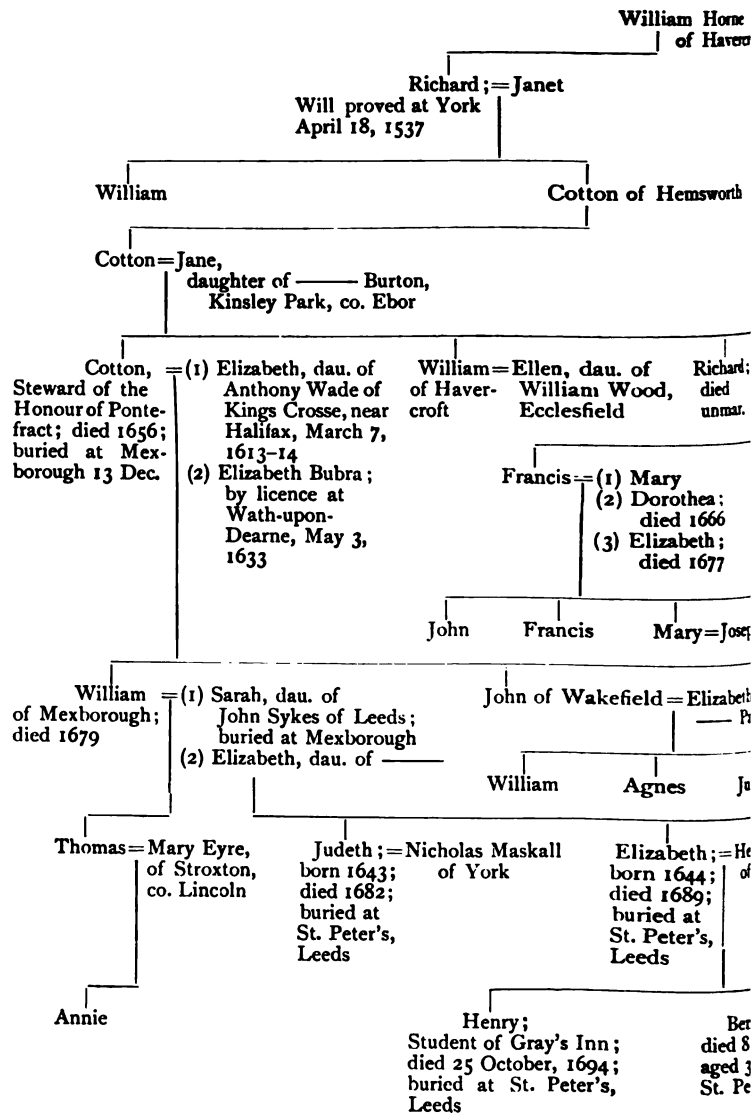 William Horne
of
Richard ; = Janet
Will proved at York
April 18, 1537
William
Cotton of Hemsworth
Cotton = Jane,
daughter of —— Burton,
Kinsley Park, co. Ebor
Cotton,
Steward of the
Honour of Ponte-
fract; died 1656;
buried at Mex-
borough 13 Dec.
= (1) Elizabeth, dau. of
Anthony Wade of
Kings Crosse, near
Halifax, March 7,
1613-14
(2) Elizabeth Bubra;
by licence at
Wath-upon-
Dearne, May 3,
1633
William = Ellen, dau. of
of Haver- William Wood,
croft Ecclesfield
Richard;
died
unmar.
Francis = (1) Mary
(2) Dorothea;
died 1666
(3) Elizabeth;
died 1677
John Francis Mary =
William
of Mexborough;
died 1679
= (1) Sarah, dau. of
John Sykes of Leeds;
buried at Mexborough
(2) Elizabeth, dau. of ——
John of Wakefield = Elizabeth
——
William Agnes
Thomas = Mary Eyre,
of Stroxton,
co. Lincoln
Judeth ; = Nicholas Maskall
born 1643; of York
died 1682;
buried at
St. Peter's,
Leeds
Elizabeth ; =
born 1644;
died 1689;
buried at
St. Peter's,
Leeds
Annie
Henry;
Student of Gray's Inn;
died 25 October, 1694;
buried at St. Peter's,
Leeds
died 8
aged 3
St.